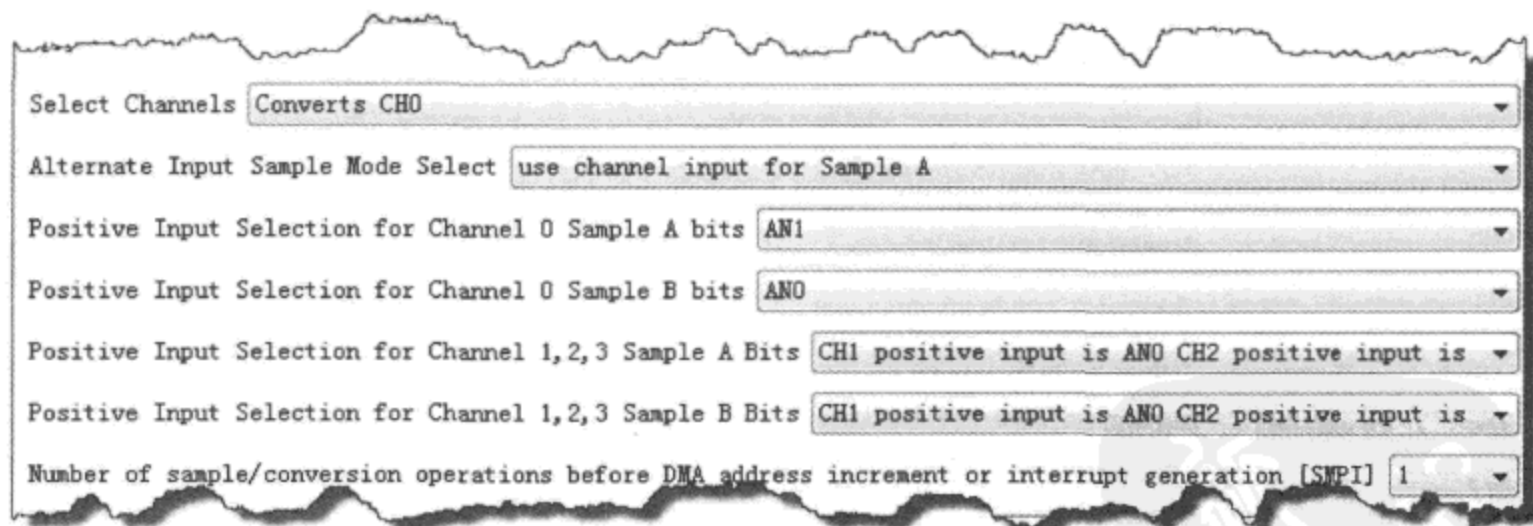 Select Channels Converts CH0
Alternate Input Sample Mode Select use channel input for Sample A
Positive Input Selection for Channel 0 Sample A bits AN1
Positive Input Selection for Channel 0 Sample B bits AN0
Positive Input Selection for Channel 1,2,3 Sample A Bits CH1 positive input is AN0 CH2 positive input is
Positive Input Selection for Channel 1,2,3 Sample B Bits CH1 positive input is AN0 CH2 positive input is
Number of sample/conversion operations before DMA address increment or interrupt generation [SMPI] 1